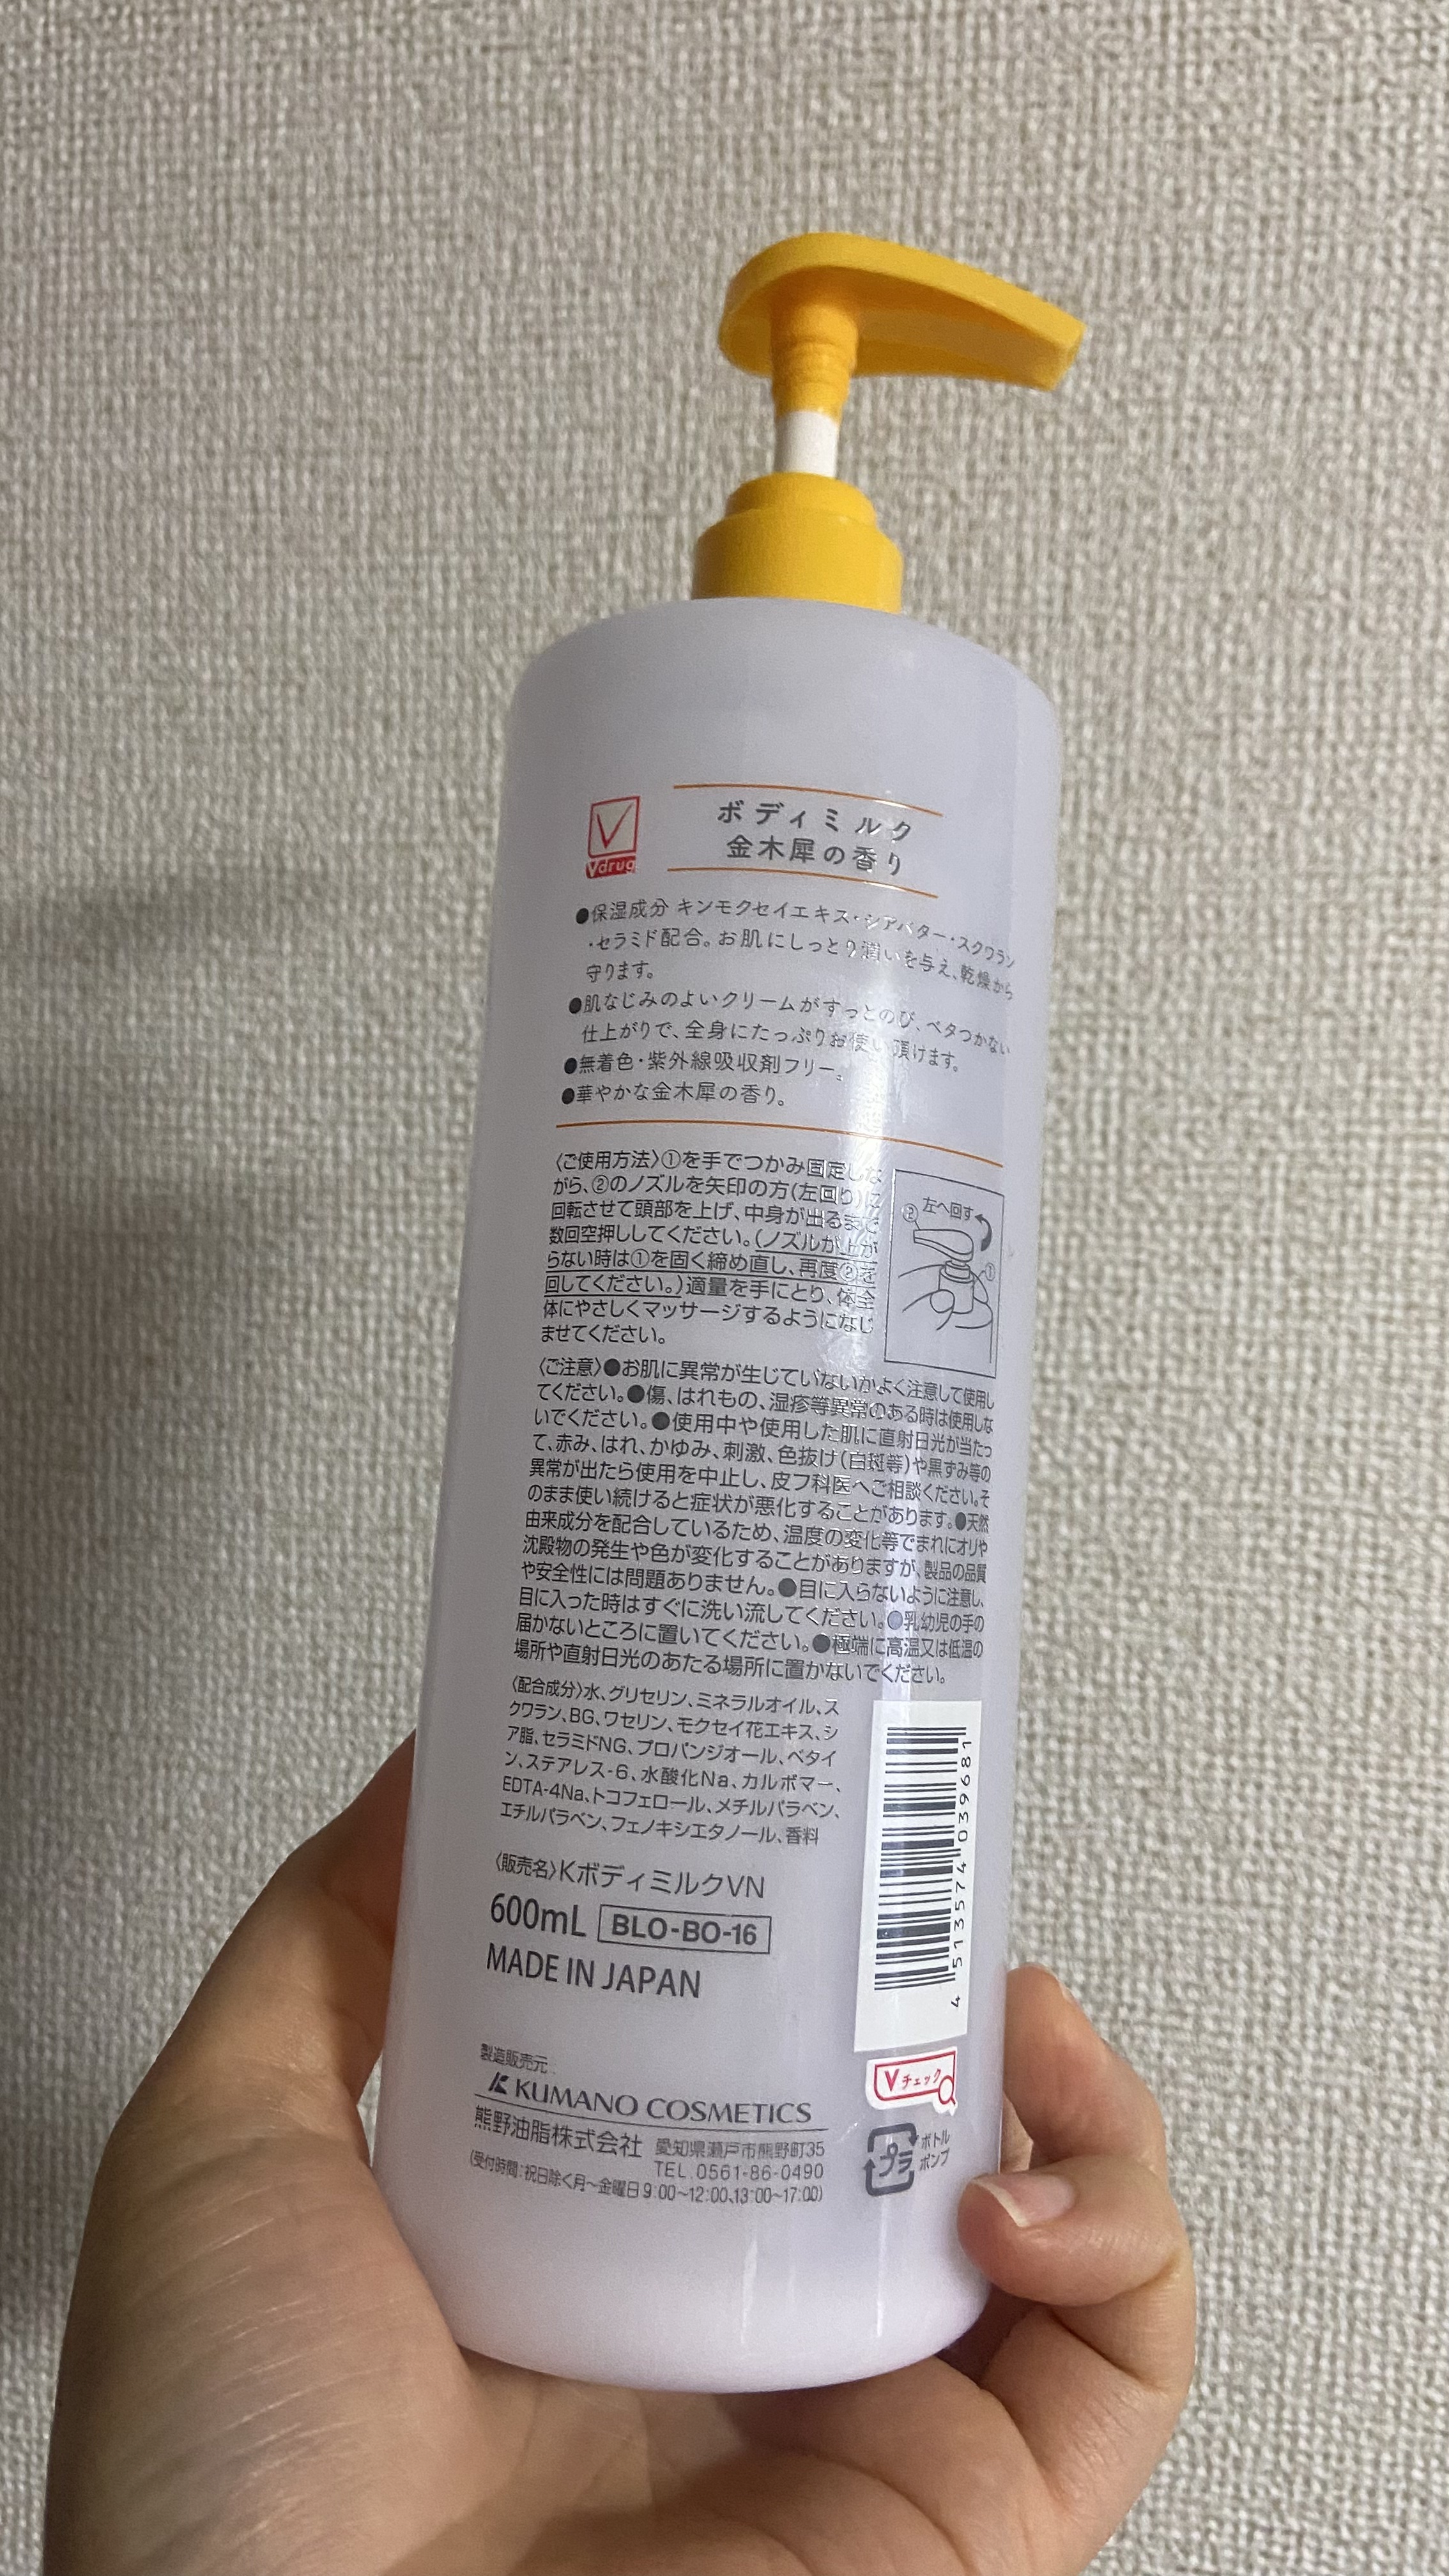 Vdrug
ボディミルク
金木犀の香り
●保湿成分 キンモクセイエキス・シアバター・スクワラン
・セラミド配合。お肌にしっとり潤いを与え、乾燥から
守ります。
●肌なじみのよいクリームがすっとのび、ベタつかない
仕上がりで、全身にたっぷりお使い頂けます。
●無着色・紫外線吸収剤フリー。
●華やかな金木犀の香り。
〈ご使用方法〉①を手でつかみ固定しな
がら、②のノズルを矢印の方(左回り)に
回転させて頭部を上げ、中身が出るまで
数回空押ししてください。(ノズルが上が
らない時は①を固く締め直し、再度②を
回してください。)適量を手にとり、体全
体にやさしくマッサージするようになじ
ませてください。
②左へ回す
①
〈ご注意〉●お肌に異常が生じていないかよく注意して使用し
てください。●傷、はれもの、湿疹等異常のある時は使用しな
いでください。●使用中や使用した肌に直射日光が当たっ
て、赤み、はれ、かゆみ、刺激、色抜け(白斑等)や黒ずみ等の
異常が出たら使用を中止し、皮フ科医へご相談ください。そ
のまま使い続けると症状が悪化することがあります。●天然
由来成分を配合しているため、温度の変化等でまれにオリや
沈殿物の発生や色が変化することがありますが、製品の品質
や安全性には問題ありません。●目に入らないように注意し、
目に入った時はすぐに洗い流してください。●乳幼児の手の
届かないところに置いてください。●極端に高温又は低温の
場所や直射日光のあたる場所に置かないでください。
〈配合成分〉水、グリセリン、ミネラルオイル、ス
クワラン、BG、ワセリン、モクセイ花エキス、シ
ア脂、セラミドNG、プロパンジオール、ベタイ
ン、ステアレス-6、水酸化Na、カルボマー、
EDTA-4Na、トコフェロール、メチルパラベン、
エチルパラベン、フェノキシエタノール、香料
〈販売名〉KボディミルクVN
600mL BLO-BO-16
MADE IN JAPAN
4 513574 039681
製造販売元
KUMANO COSMETICS
熊野油脂株式会社 愛知県瀬戸市熊野町35
TEL.0561-86-0490
(受付時間:祝日除く月〜金曜日9:00〜12:00、13:00〜17:00)
Vチェック
プラ
ボトル
ポンプ